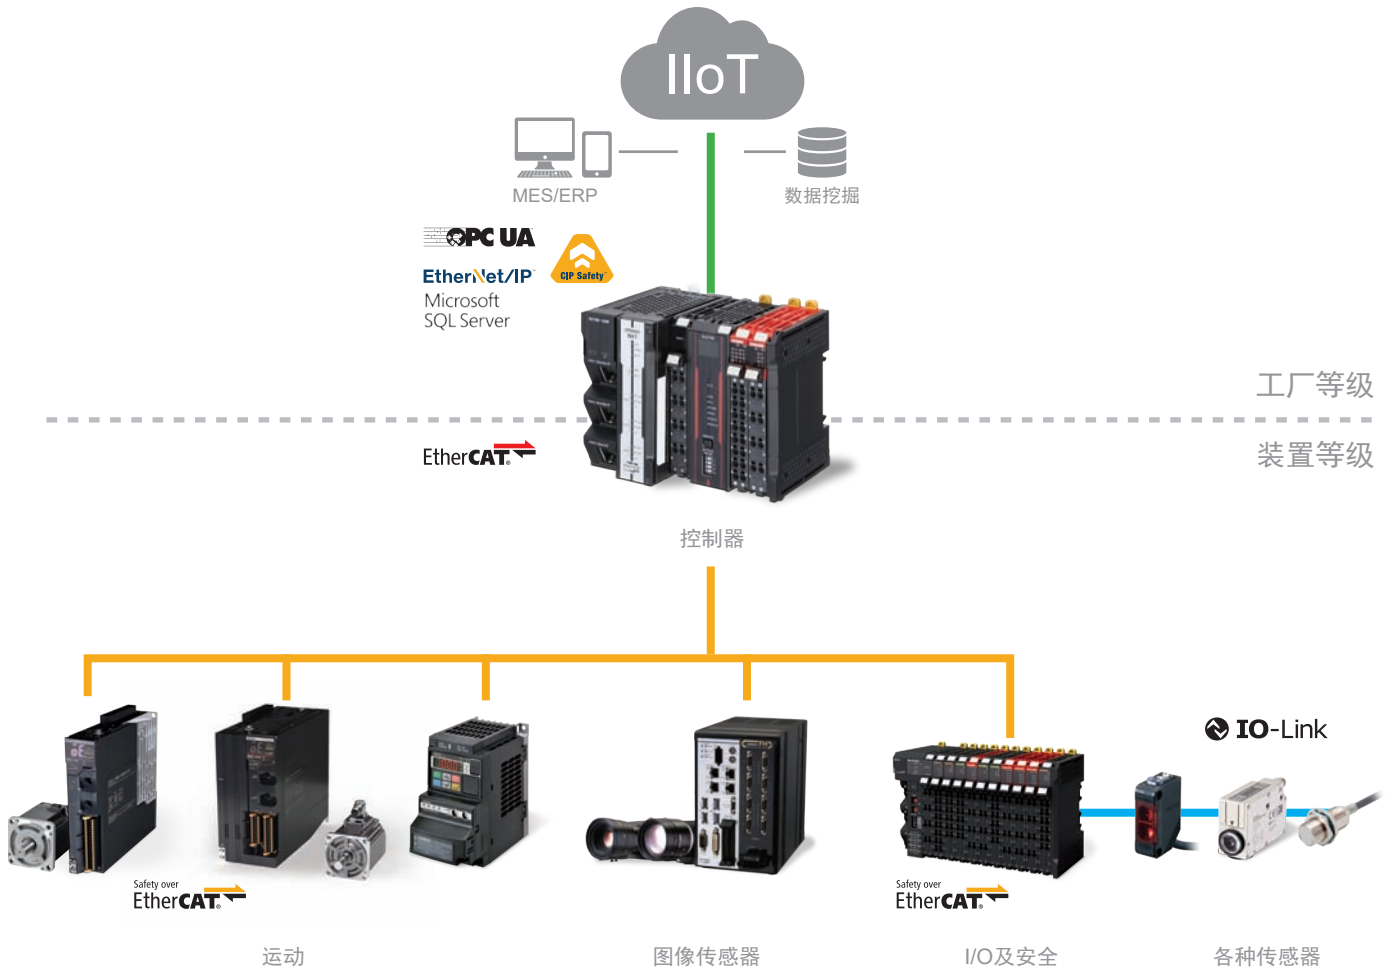 IIoT
MES/ERP
数据挖掘
OPC UA
CIP Safety™
EtherNet/IP™
Microsoft
SQL Server
工厂等级
EtherCAT®
装置等级
控制器
IO-Link
Safety over
EtherCAT®
Safety over
EtherCAT®
运动
图像传感器
I/O及安全
各种传感器